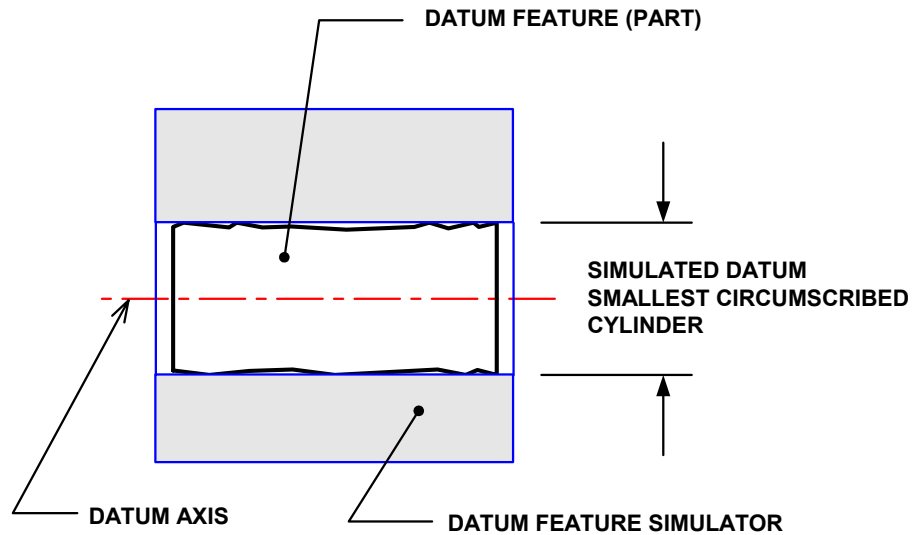 DATUM FEATURE (PART)
SIMULATED DATUM
SMALLEST CIRCUMSCRIBED
CYLINDER
DATUM AXIS
DATUM FEATURE SIMULATOR